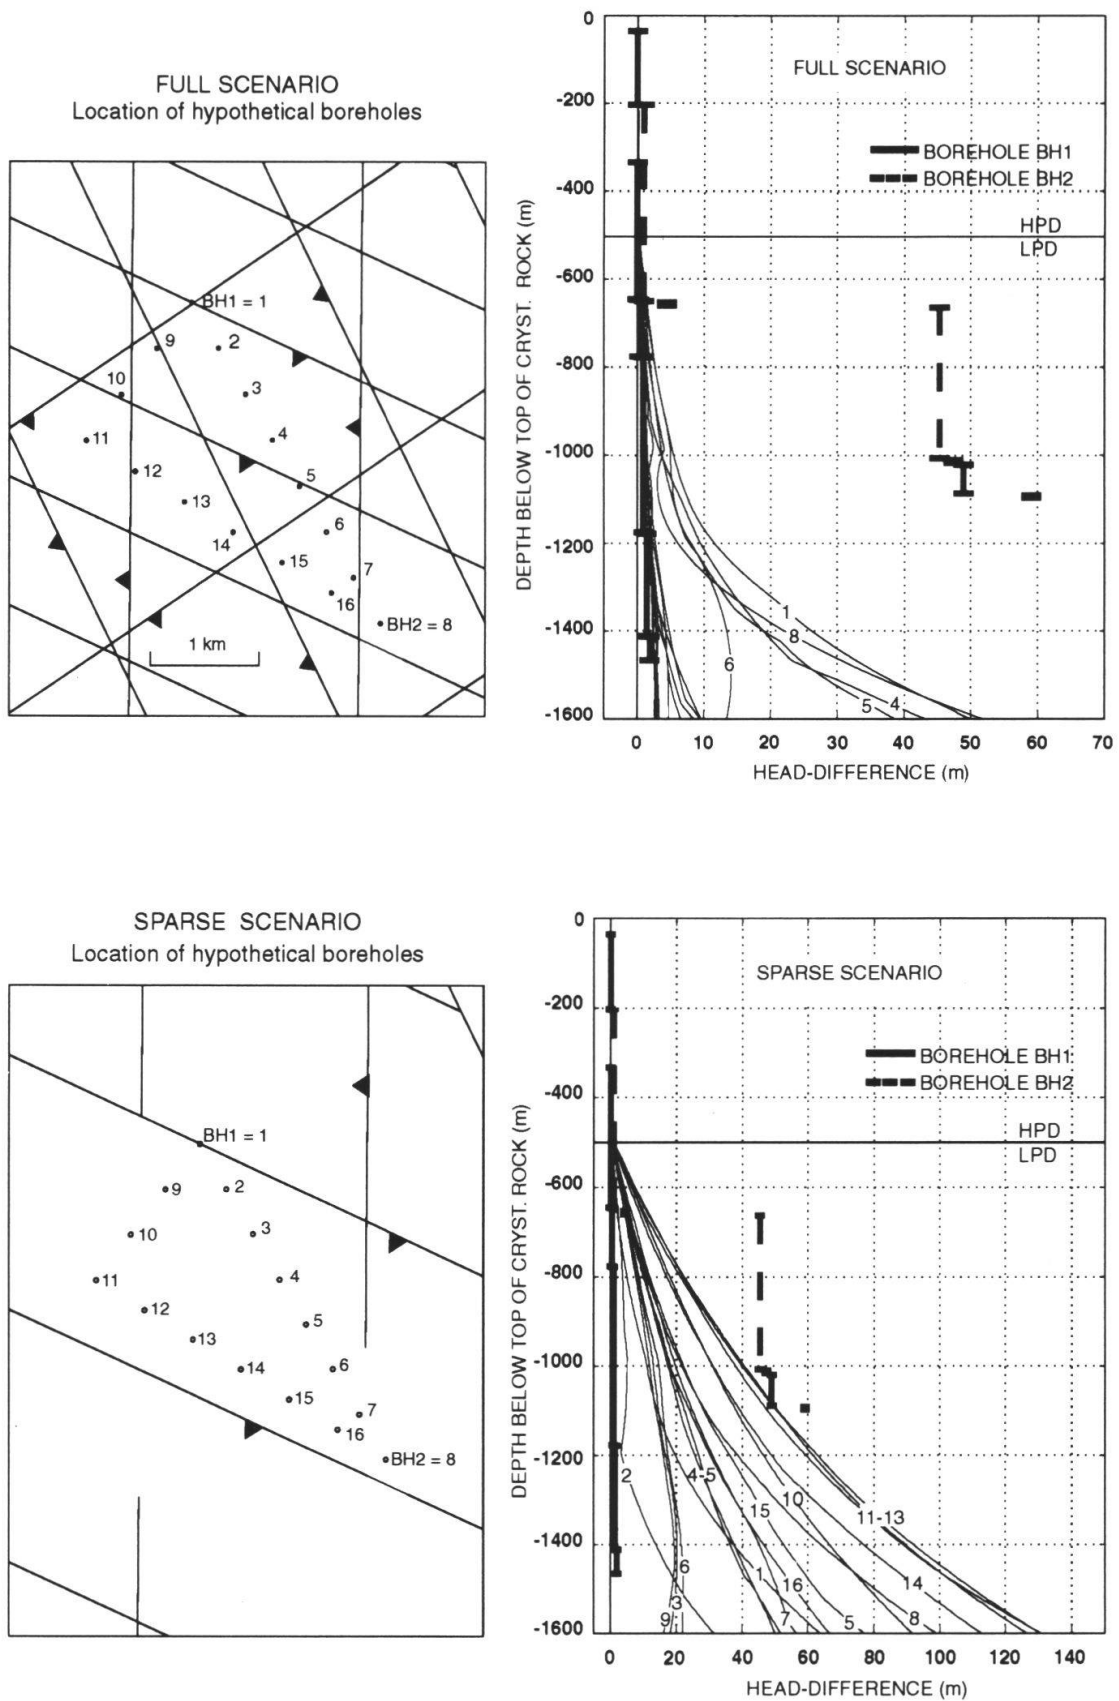 FULL SCENARIO
Location of hypothetical boreholes
BH1 = 1
9
2
10
3
11
4
12
5
13
6
14
15
7
16
BH2 = 8
1 km
FULL SCENARIO
BOREHOLE BH1
BOREHOLE BH2
HPD
LPD
DEPTH BELOW TOP OF CRYST. ROCK (m)
0
-200
-400
-600
-800
-1000
-1200
-1400
-1600
1
8
6
5
4
0 10 20 30 40 50 60 70
HEAD-DIFFERENCE (m)
SPARSE SCENARIO
Location of hypothetical boreholes
BH1 = 1
9
2
10
3
11
4
12
5
13
14
6
15
7
16
BH2 = 8
SPARSE SCENARIO
BOREHOLE BH1
BOREHOLE BH2
HPD
LPD
DEPTH BELOW TOP OF CRYST. ROCK (m)
0
-200
-400
-600
-800
-1000
-1200
-1400
-1600
2
4-5
10
15
11-13
6
1
16
14
3
9
7
5
8
0 20 40 60 80 100 120 140
HEAD-DIFFERENCE (m)